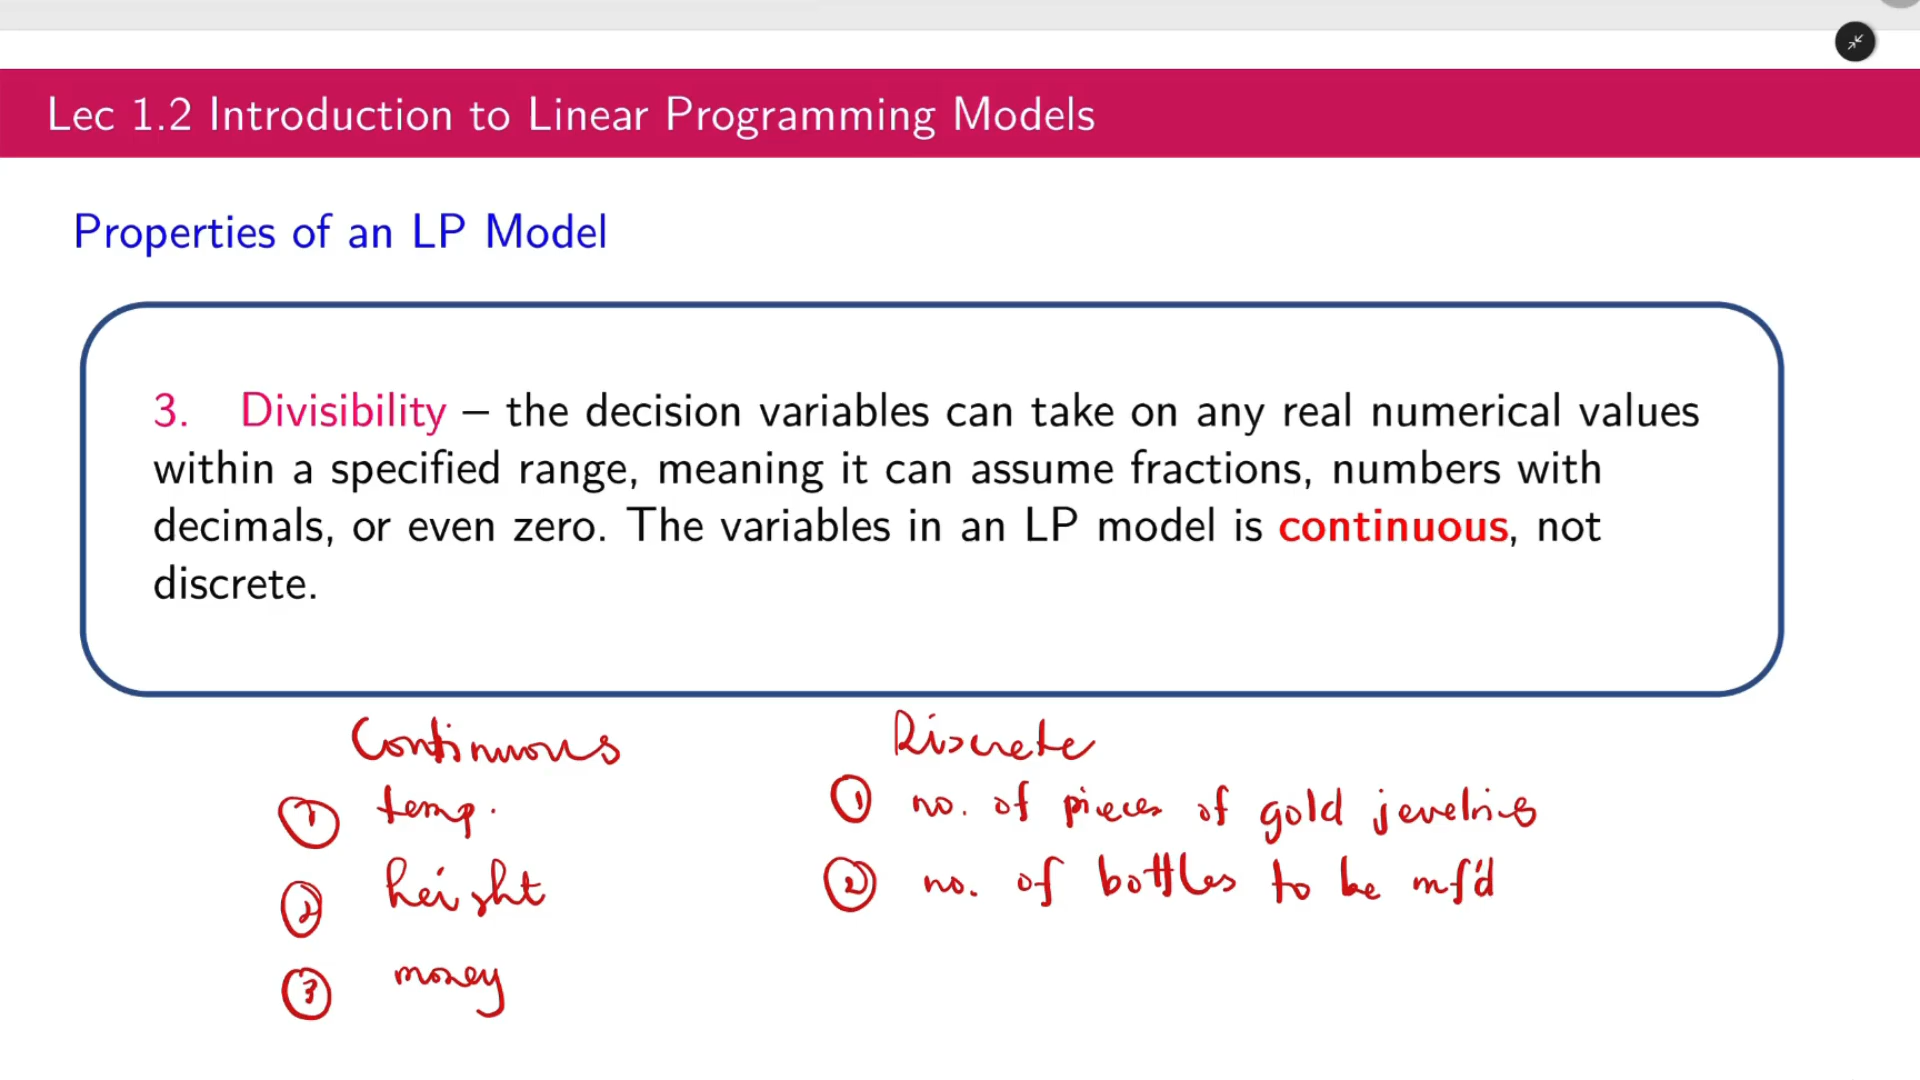 Lec 1.2 Introduction to Linear Programming Models
Properties of an LP Model
3. Divisibility – the decision variables can take on any real numerical values
within a specified range, meaning it can assume fractions, numbers with
decimals, or even zero. The variables in an LP model is continuous, not
discrete.
Continuous
① temp.
② height
③ money
Discrete
① no. of pieces of gold jewelries
② no. of bottles to be mf'd